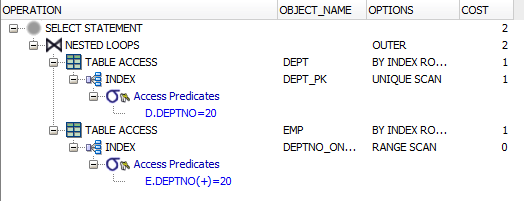 OPERATION OBJECT_NAME OPTIONS COST
SELECT STATEMENT 2
NESTED LOOPS OUTER 2
TABLE ACCESS DEPT BY INDEX RO... 1
INDEX DEPT_PK UNIQUE SCAN 1
Access Predicates
D.DEPTNO=20
TABLE ACCESS EMP BY INDEX RO... 1
INDEX DEPTNO_ON... RANGE SCAN 0
Access Predicates
E.DEPTNO(+)=20